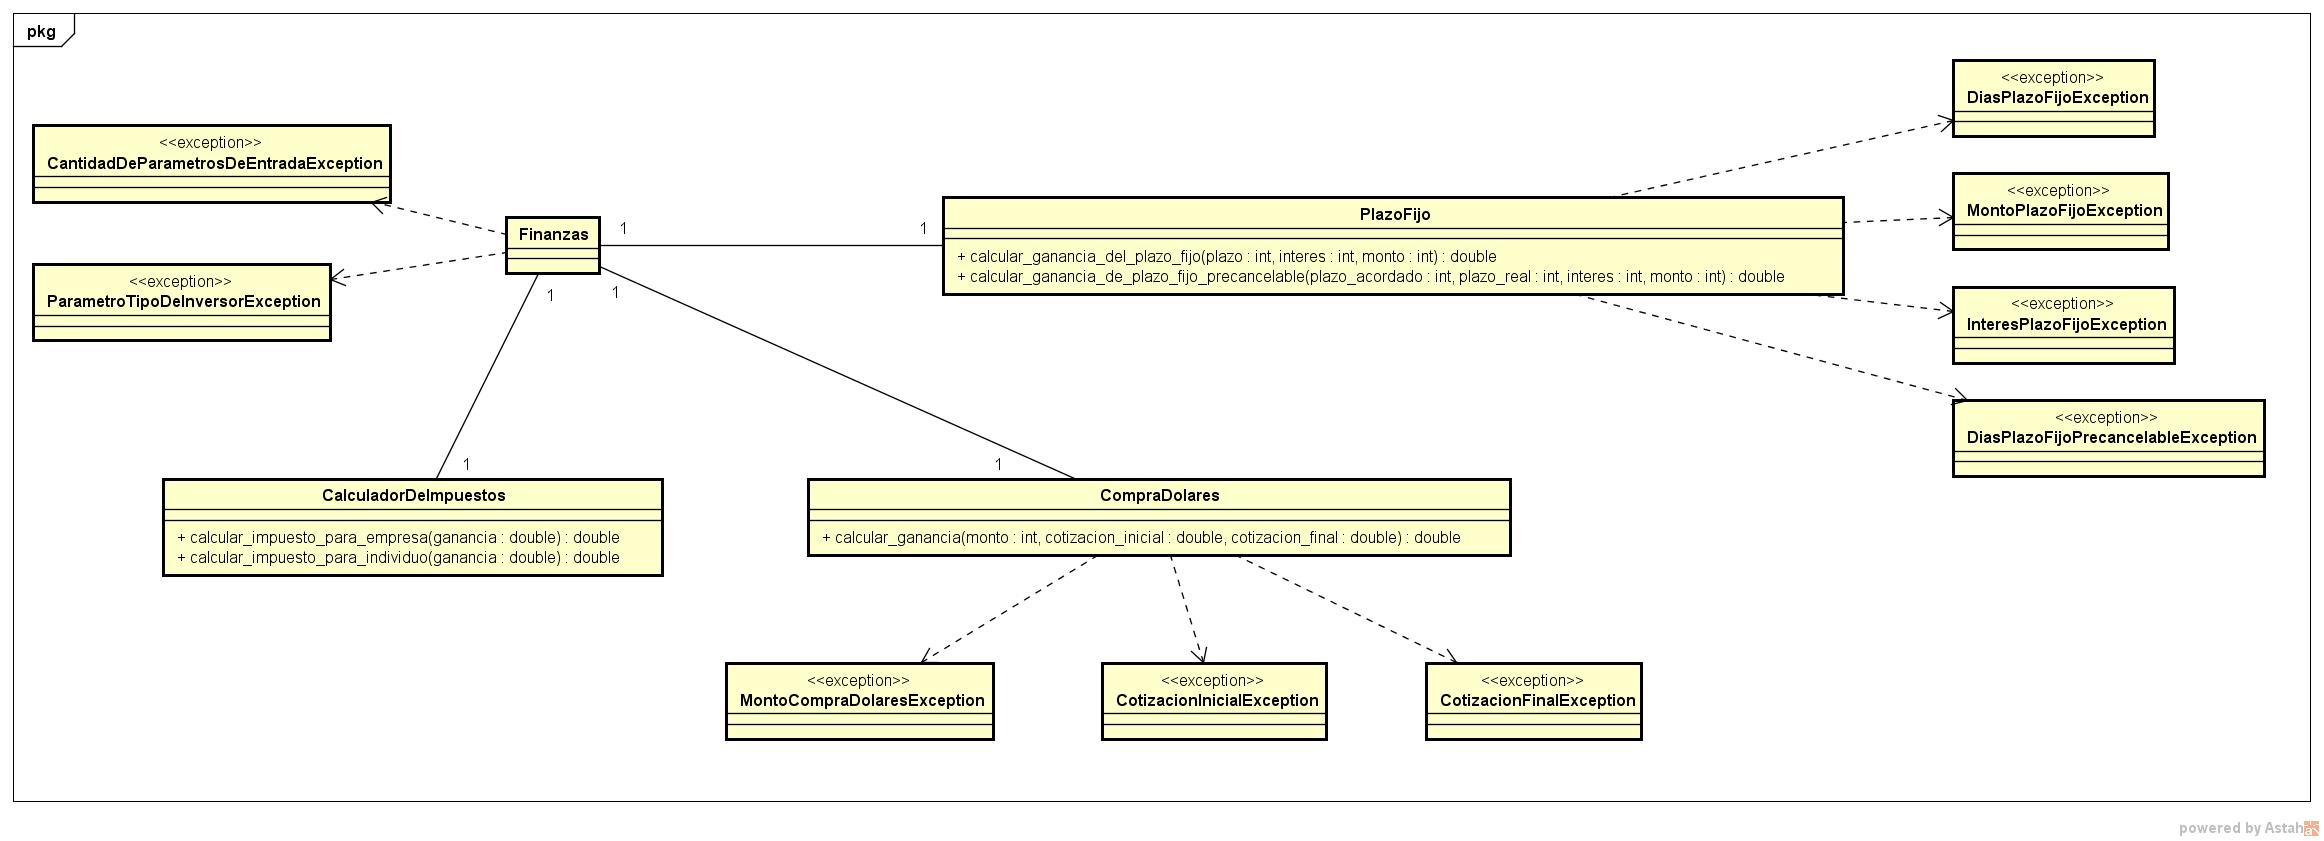 pkg
<<exception>>
DiasPlazoFijoException
<<exception>>
CantidadDeParametrosDeEntradaException
<<exception>>
MontoPlazoFijoException
Finanzas
1
1
PlazoFijo
+ calcular_ganancia_del_plazo_fijo(plazo : int, interes : int, monto : int) : double
+ calcular_ganancia_de_plazo_fijo_precancelable(plazo_acordado : int, plazo_real : int, interes : int, monto : int) : double
<<exception>>
ParametroTipoDeInversorException
1
1
<<exception>>
InteresPlazoFijoException
<<exception>>
DiasPlazoFijoPrecancelableException
1
1
CalculadorDeImpuestos
+ calcular_impuesto_para_empresa(ganancia : double) : double
+ calcular_impuesto_para_individuo(ganancia : double) : double
CompraDolares
+ calcular_ganancia(monto : int, cotizacion_inicial : double, cotizacion_final : double) : double
<<exception>>
MontoCompraDolaresException
<<exception>>
CotizacionInicialException
<<exception>>
CotizacionFinalException
powered by Astah